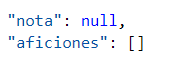 "nota": null,
"aficiones": []